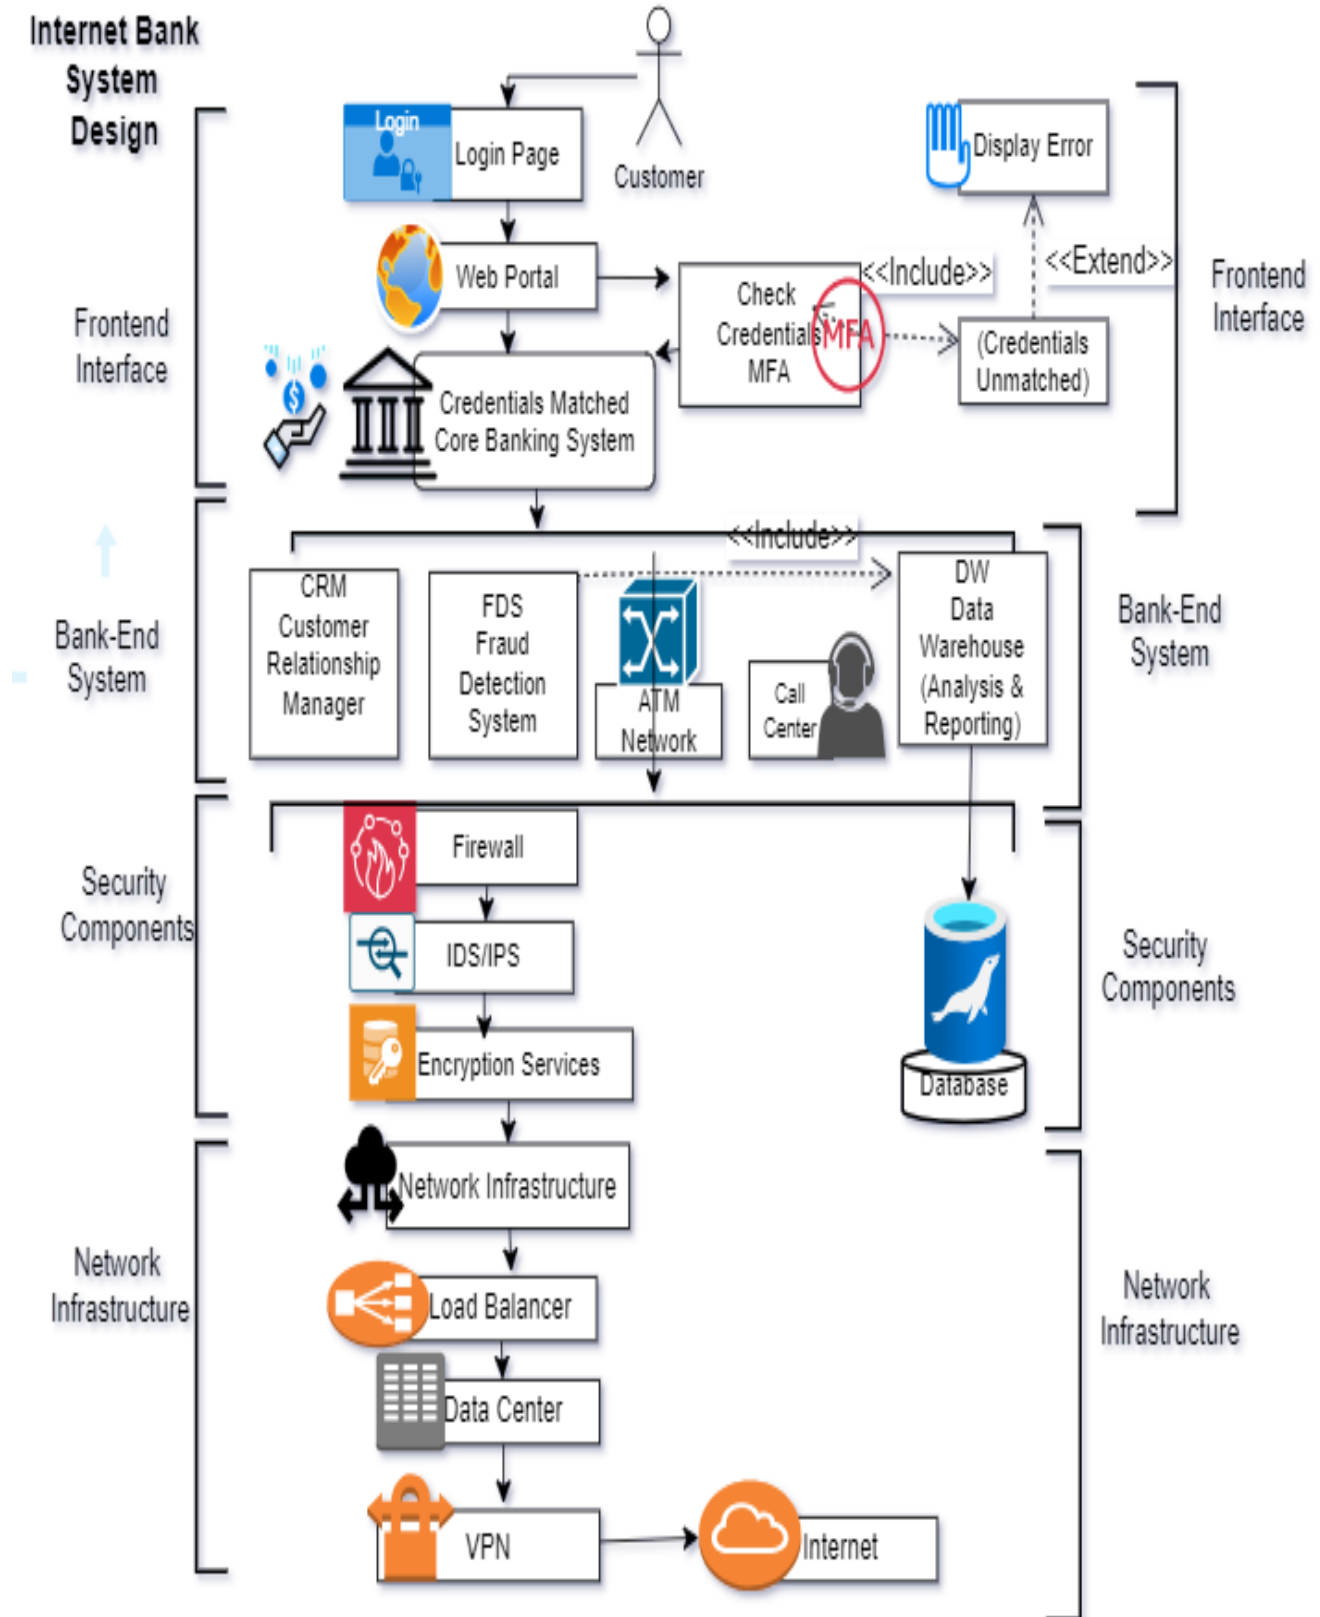 Internet Bank
System
Design
Login
Login Page
Customer
Display Error
Web Portal
<<Include>>
<<Extend>>
Check
Credentials
MFA
MFA
(Credentials
Unmatched)
Frontend
Interface
Frontend
Interface
Credentials Matched
Core Banking System
<<Include>>
CRM
Customer
Relationship
Manager
FDS
Fraud
Detection
System
ATM
Network
Call
Center
DW
Data
Warehouse
(Analysis &
Reporting)
Bank-End
System
Bank-End
System
Firewall
Security
Components
IDS/IPS
Security
Components
Encryption Services
Database
Network Infrastructure
Network
Infrastructure
Load Balancer
Network
Infrastructure
Data Center
VPN
Internet